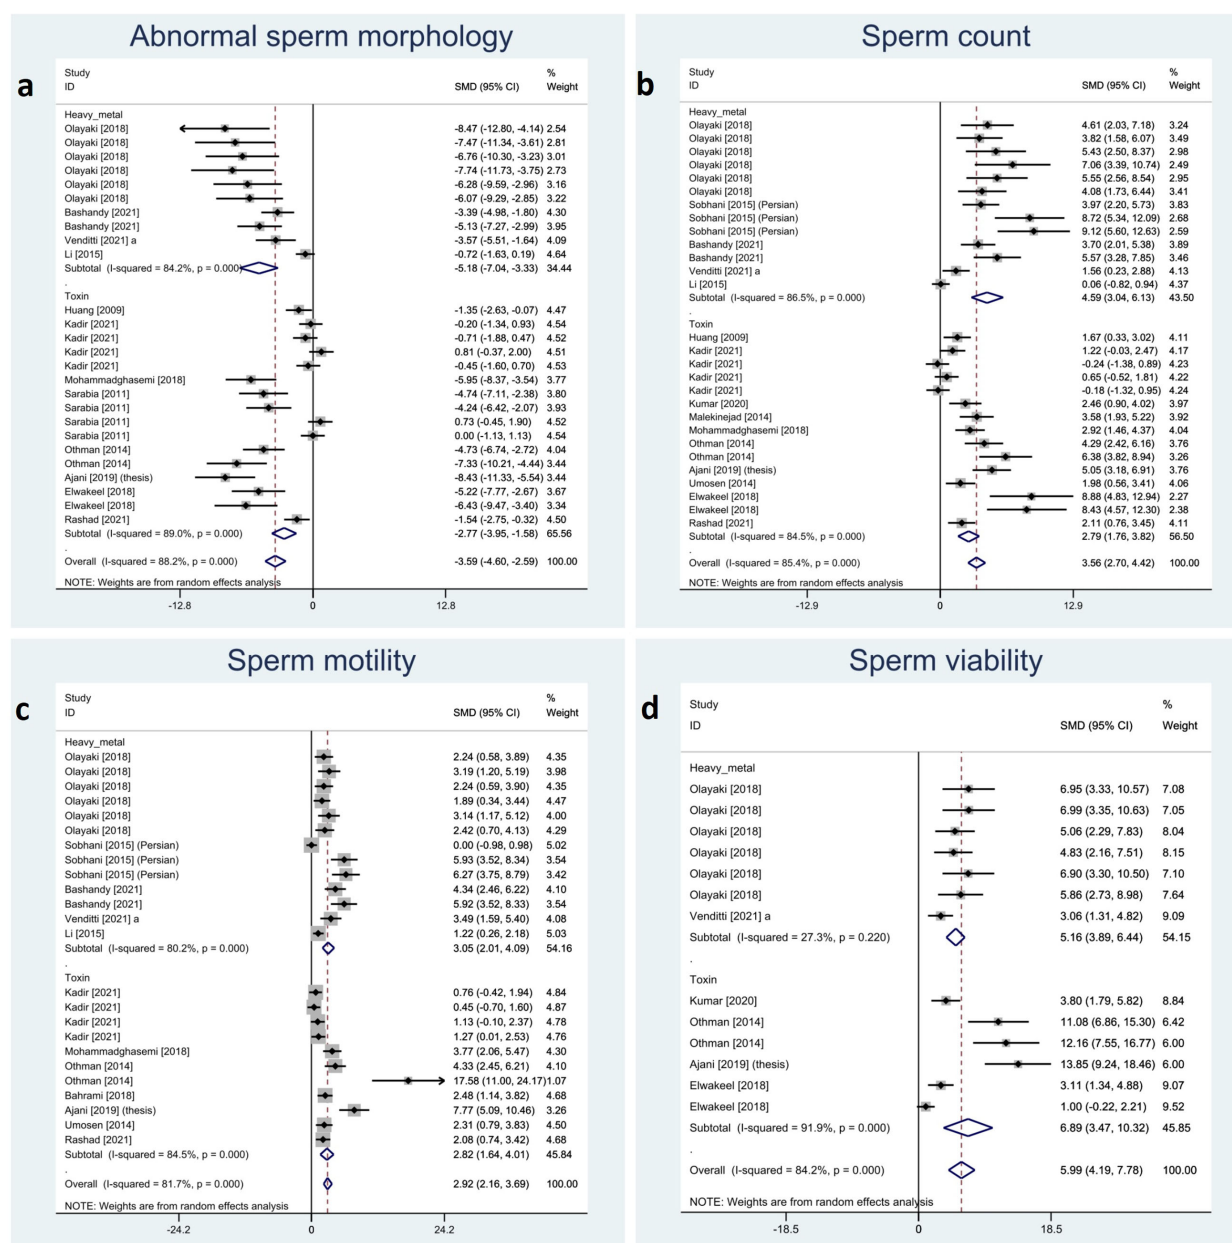 Abnormal sperm morphology
a
Study %
ID SMD (95% CI) Weight
Heavy_metal
Olayaki [2018] -8.47 (-12.80, -4.14) 2.54
Olayaki [2018] -7.47 (-11.34, -3.61) 2.81
Olayaki [2018] -6.76 (-10.30, -3.23) 3.01
Olayaki [2018] -7.74 (-11.73, -3.75) 2.73
Olayaki [2018] -6.28 (-9.59, -2.96) 3.16
Olayaki [2018] -6.07 (-9.29, -2.85) 3.22
Bashandy [2021] -3.39 (-4.98, -1.80) 4.30
Bashandy [2021] -5.13 (-7.27, -2.99) 3.95
Venditti [2021] a -3.57 (-5.51, -1.64) 4.09
Li [2015] -0.72 (-1.63, 0.19) 4.64
Subtotal (I-squared = 84.2%, p = 0.000) -5.18 (-7.04, -3.33) 34.44
.
Toxin
Huang [2009] -1.35 (-2.63, -0.07) 4.47
Kadir [2021] -0.20 (-1.34, 0.93) 4.54
Kadir [2021] -0.71 (-1.88, 0.47) 4.52
Kadir [2021] 0.81 (-0.37, 2.00) 4.51
Kadir [2021] -0.45 (-1.60, 0.70) 4.53
Mohammadghasemi [2018] -5.95 (-8.37, -3.54) 3.77
Sarabia [2011] -4.74 (-7.11, -2.38) 3.80
Sarabia [2011] -4.24 (-6.42, -2.07) 3.93
Sarabia [2011] 0.73 (-0.45, 1.90) 4.52
Sarabia [2011] 0.00 (-1.13, 1.13) 4.54
Othman [2014] -4.73 (-6.74, -2.72) 4.04
Othman [2014] -7.33 (-10.21, -4.44) 3.44
Ajani [2019] (thesis) -8.43 (-11.33, -5.54) 3.44
Elwakeel [2018] -5.22 (-7.77, -2.67) 3.67
Elwakeel [2018] -6.43 (-9.47, -3.40) 3.34
Rashad [2021] -1.54 (-2.75, -0.32) 4.50
Subtotal (I-squared = 89.0%, p = 0.000) -2.77 (-3.95, -1.58) 65.56
.
Overall (I-squared = 88.2%, p = 0.000) -3.59 (-4.60, -2.59) 100.00
NOTE: Weights are from random effects analysis
-12.8 0 12.8
Sperm count
b
Study %
ID SMD (95% CI) Weight
Heavy_metal
Olayaki [2018] 4.61 (2.03, 7.18) 3.24
Olayaki [2018] 3.82 (1.58, 6.07) 3.49
Olayaki [2018] 5.43 (2.50, 8.37) 2.98
Olayaki [2018] 7.06 (3.39, 10.74) 2.49
Olayaki [2018] 5.55 (2.56, 8.54) 2.95
Olayaki [2018] 4.08 (1.73, 6.44) 3.41
Sobhani [2015] (Persian) 3.97 (2.20, 5.73) 3.83
Sobhani [2015] (Persian) 8.72 (5.34, 12.09) 2.68
Sobhani [2015] (Persian) 9.12 (5.60, 12.63) 2.59
Bashandy [2021] 3.70 (2.01, 5.38) 3.89
Bashandy [2021] 5.57 (3.28, 7.85) 3.46
Venditti [2021] a 1.56 (0.23, 2.88) 4.13
Li [2015] 0.06 (-0.82, 0.94) 4.37
Subtotal (I-squared = 86.5%, p = 0.000) 4.59 (3.04, 6.13) 43.50
.
Toxin
Huang [2009] 1.67 (0.33, 3.02) 4.11
Kadir [2021] 1.22 (-0.03, 2.47) 4.17
Kadir [2021] -0.24 (-1.38, 0.89) 4.23
Kadir [2021] 0.65 (-0.52, 1.81) 4.22
Kadir [2021] -0.18 (-1.32, 0.95) 4.24
Kumar [2020] 2.46 (0.90, 4.02) 3.97
Malekinejad [2014] 3.58 (1.93, 5.22) 3.92
Mohammadghasemi [2018] 2.92 (1.46, 4.37) 4.04
Othman [2014] 4.29 (2.42, 6.16) 3.76
Othman [2014] 6.38 (3.82, 8.94) 3.26
Ajani [2019] (thesis) 5.05 (3.18, 6.91) 3.76
Umosen [2014] 1.98 (0.56, 3.41) 4.06
Elwakeel [2018] 8.88 (4.83, 12.94) 2.27
Elwakeel [2018] 8.43 (4.57, 12.30) 2.38
Rashad [2021] 2.11 (0.76, 3.45) 4.11
Subtotal (I-squared = 84.5%, p = 0.000) 2.79 (1.76, 3.82) 56.50
.
Overall (I-squared = 85.4%, p = 0.000) 3.56 (2.70, 4.42) 100.00
NOTE: Weights are from random effects analysis
-12.9 0 12.9
Sperm motility
c
Study %
ID SMD (95% CI) Weight
Heavy_metal
Olayaki [2018] 2.24 (0.58, 3.89) 4.35
Olayaki [2018] 3.19 (1.20, 5.19) 3.98
Olayaki [2018] 2.24 (0.59, 3.90) 4.35
Olayaki [2018] 1.89 (0.34, 3.44) 4.47
Olayaki [2018] 3.14 (1.17, 5.12) 4.00
Olayaki [2018] 2.42 (0.70, 4.13) 4.29
Sobhani [2015] (Persian) 0.00 (-0.98, 0.98) 5.02
Sobhani [2015] (Persian) 5.93 (3.52, 8.34) 3.54
Sobhani [2015] (Persian) 6.27 (3.75, 8.79) 3.42
Bashandy [2021] 4.34 (2.46, 6.22) 4.10
Bashandy [2021] 5.92 (3.52, 8.33) 3.54
Venditti [2021] a 3.49 (1.59, 5.40) 4.08
Li [2015] 1.22 (0.26, 2.18) 5.03
Subtotal (I-squared = 80.2%, p = 0.000) 3.05 (2.01, 4.09) 54.16
.
Toxin
Kadir [2021] 0.76 (-0.42, 1.94) 4.84
Kadir [2021] 0.45 (-0.70, 1.60) 4.87
Kadir [2021] 1.13 (-0.10, 2.37) 4.78
Kadir [2021] 1.27 (0.01, 2.53) 4.76
Mohammadghasemi [2018] 3.77 (2.06, 5.47) 4.30
Othman [2014] 4.33 (2.45, 6.21) 4.10
Othman [2014] 17.58 (11.00, 24.17) 1.07
Bahrami [2018] 2.48 (1.14, 3.82) 4.68
Ajani [2019] (thesis) 7.77 (5.09, 10.46) 3.26
Umosen [2014] 2.31 (0.79, 3.83) 4.50
Rashad [2021] 2.08 (0.74, 3.42) 4.68
Subtotal (I-squared = 84.5%, p = 0.000) 2.82 (1.64, 4.01) 45.84
.
Overall (I-squared = 81.7%, p = 0.000) 2.92 (2.16, 3.69) 100.00
NOTE: Weights are from random effects analysis
-24.2 0 24.2
Sperm viability
d
Study %
ID SMD (95% CI) Weight
Heavy_metal
Olayaki [2018] 6.95 (3.33, 10.57) 7.08
Olayaki [2018] 6.99 (3.35, 10.63) 7.05
Olayaki [2018] 5.06 (2.29, 7.83) 8.04
Olayaki [2018] 4.83 (2.16, 7.51) 8.15
Olayaki [2018] 6.90 (3.30, 10.50) 7.10
Olayaki [2018] 5.86 (2.73, 8.98) 7.64
Venditti [2021] a 3.06 (1.31, 4.82) 9.09
Subtotal (I-squared = 27.3%, p = 0.220) 5.16 (3.89, 6.44) 54.15
.
Toxin
Kumar [2020] 3.80 (1.79, 5.82) 8.84
Othman [2014] 11.08 (6.86, 15.30) 6.42
Othman [2014] 12.16 (7.55, 16.77) 6.00
Ajani [2019] (thesis) 13.85 (9.24, 18.46) 6.00
Elwakeel [2018] 3.11 (1.34, 4.88) 9.07
Elwakeel [2018] 1.00 (-0.22, 2.21) 9.52
Subtotal (I-squared = 91.9%, p = 0.000) 6.89 (3.47, 10.32) 45.85
.
Overall (I-squared = 84.2%, p = 0.000) 5.99 (4.19, 7.78) 100.00
NOTE: Weights are from random effects analysis
-18.5 0 18.5